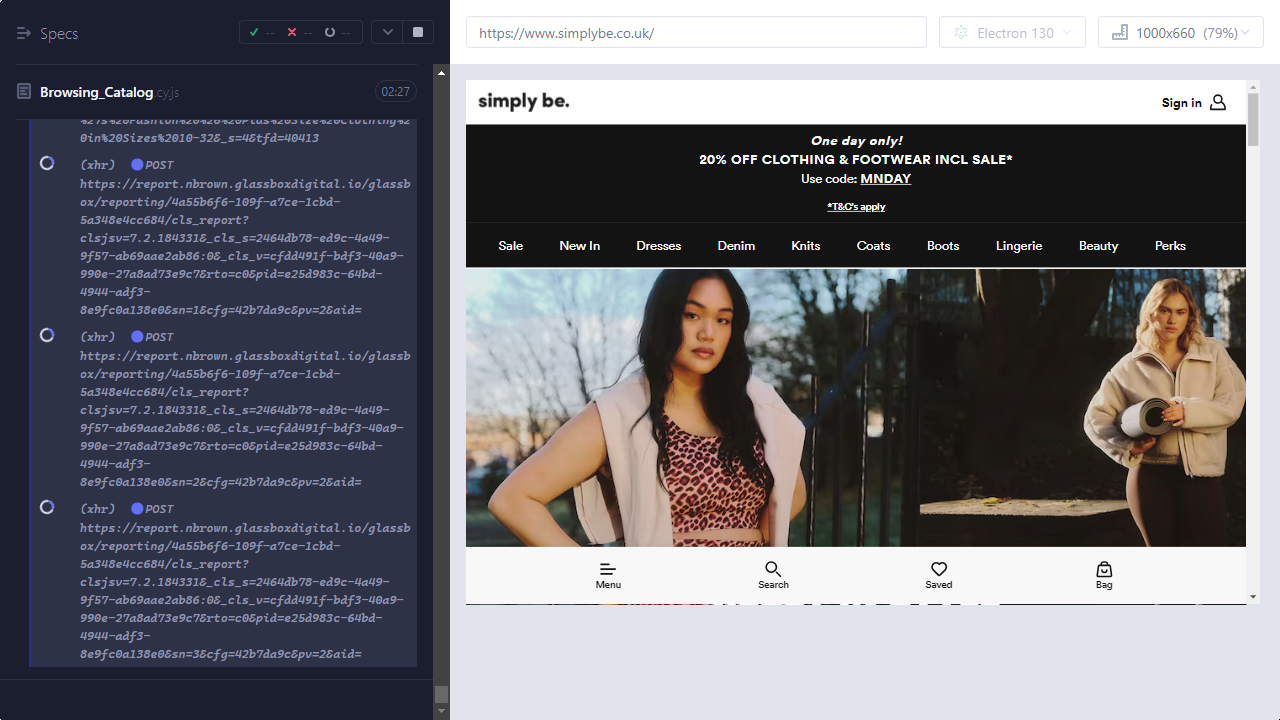 Specs
--
--
--
Browsing_Catalog.cy.js
02:27
%27s%20Fashion%20%26%20Plus%20Size%20Clothing%2
0in%20Sizes%2010-32&_s=4&tfd=40413
(xhr) POST
https://report.nbrown.glassboxdigital.io/glassb
ox/reporting/4a55b6f6-109f-a7ce-1cbd-
5a348e4cc684/cls_report?
clsjsv=7.2.184331&_cls_s=2464db78-ed9c-4a49-
9f57-ab69aae2ab86:0&_cls_v=cfdd491f-bdf3-40a9-
990e-27a8ad73e9c7&rto=c0&pid=e25d983c-64bd-
4944-adf3-
8e9fc0a138e0&sn=1&cfg=42b7da9c&pv=2&aid=
(xhr) POST
https://report.nbrown.glassboxdigital.io/glassb
ox/reporting/4a55b6f6-109f-a7ce-1cbd-
5a348e4cc684/cls_report?
clsjsv=7.2.184331&_cls_s=2464db78-ed9c-4a49-
9f57-ab69aae2ab86:0&_cls_v=cfdd491f-bdf3-40a9-
990e-27a8ad73e9c7&rto=c0&pid=e25d983c-64bd-
4944-adf3-
8e9fc0a138e0&sn=2&cfg=42b7da9c&pv=2&aid=
(xhr) POST
https://report.nbrown.glassboxdigital.io/glassb
ox/reporting/4a55b6f6-109f-a7ce-1cbd-
5a348e4cc684/cls_report?
clsjsv=7.2.184331&_cls_s=2464db78-ed9c-4a49-
9f57-ab69aae2ab86:0&_cls_v=cfdd491f-bdf3-40a9-
990e-27a8ad73e9c7&rto=c0&pid=e25d983c-64bd-
4944-adf3-
8e9fc0a138e0&sn=3&cfg=42b7da9c&pv=2&aid=
https://www.simplybe.co.uk/
Electron 130
1000x660 (79%)
simply be.
Sign in
One day only!
20% OFF CLOTHING & FOOTWEAR INCL SALE*
Use code: MNDAY
*T&C's apply
Sale New In Dresses Denim Knits Coats Boots Lingerie Beauty Perks
Menu Search Saved Bag